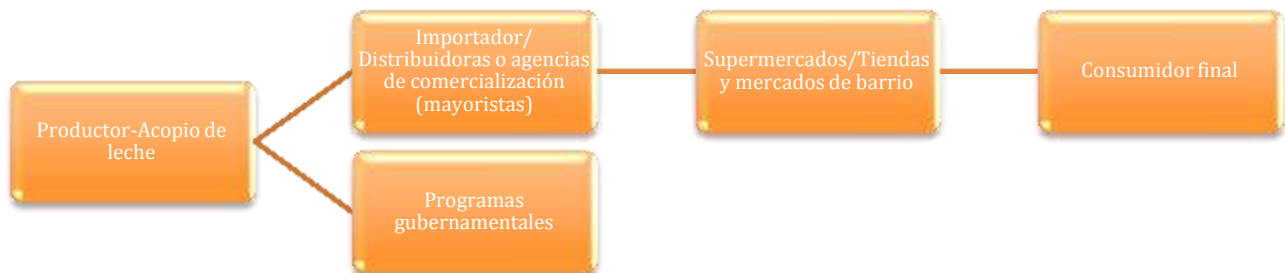 Productor-Acopio de
leche
Importador/
Distribuidoras o agencias
de comercialización
(mayoristas)
Supermercados/Tiendas
y mercados de barrio
Consumidor final
Programas
gubernamentales